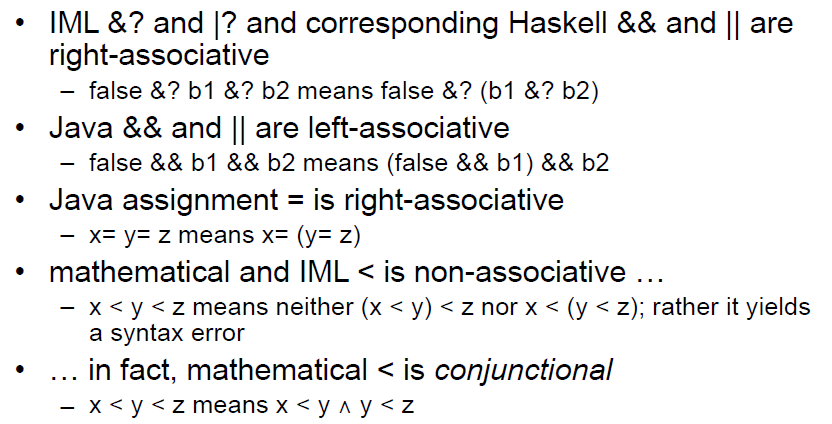 • IML &? and |? and corresponding Haskell && and || are
right-associative
– false &? b1 &? b2 means false &? (b1 &? b2)
• Java && and || are left-associative
– false && b1 && b2 means (false && b1) && b2
• Java assignment = is right-associative
– x= y= z means x= (y= z)
• mathematical and IML < is non-associative …
– x < y < z means neither (x < y) < z nor x < (y < z); rather it yields
a syntax error
• … in fact, mathematical < is conjunctional
– x < y < z means x < y ∧ y < z